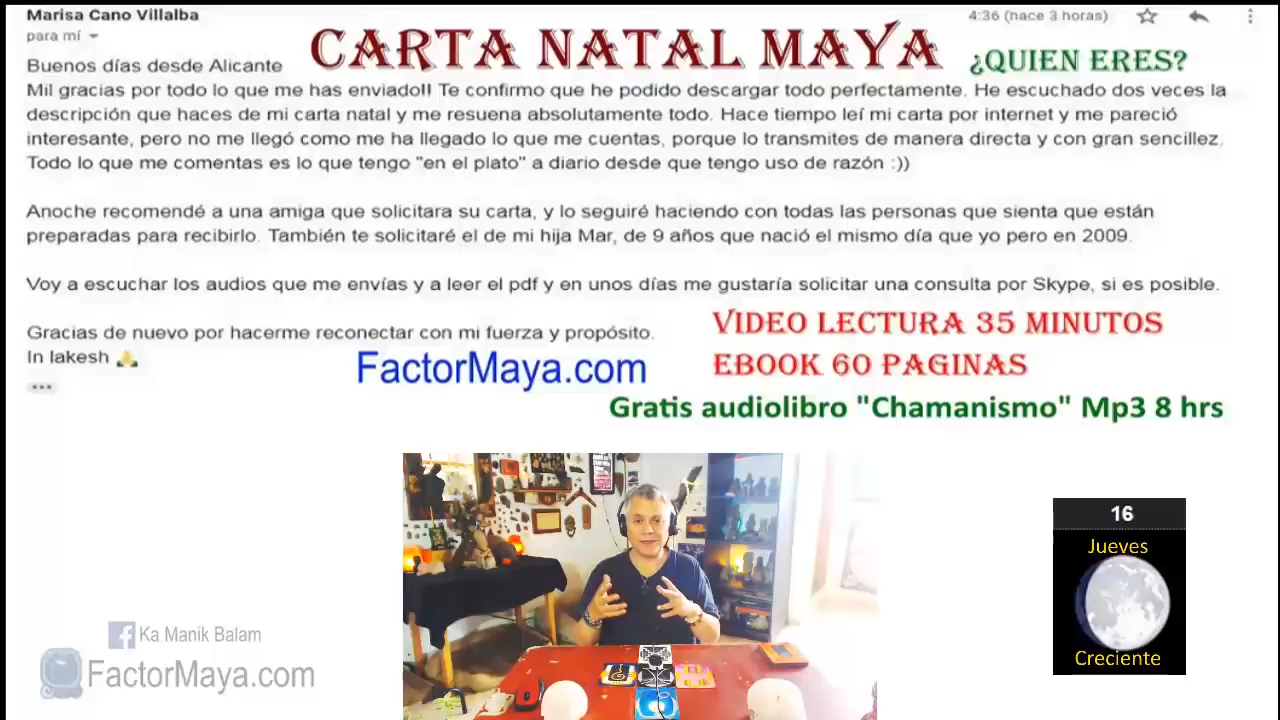 Marisa Cano Villalba
4:36 (hace 3 horas)
para mí
CARTA NATAL MAYA
¿QUIEN ERES?
Buenos días desde Alicante
Mil gracias por todo lo que me has enviado!! Te confirmo que he podido descargar todo perfectamente. He escuchado dos veces la
descripción que haces de mi carta natal y me resuena absolutamente todo. Hace tiempo leí mi carta por internet y me pareció
interesante, pero no me llegó como me ha llegado lo que me cuentas, porque lo transmites de manera directa y con gran sencillez.
Todo lo que me comentas es lo que tengo "en el plato" a diario desde que tengo uso de razón :))
Anoche recomendé a una amiga que solicitara su carta, y lo seguiré haciendo con todas las personas que sienta que están
preparadas para recibirlo. También te solicitaré el de mi hija Mar, de 9 años que nació el mismo día que yo pero en 2009.
Voy a escuchar los audios que me envías y a leer el pdf y en unos días me gustaría solicitar una consulta por Skype, si es posible.
Gracias de nuevo por hacerme reconectar con mi fuerza y propósito.
In lakesh
VIDEO LECTURA 35 MINUTOS
EBOOK 60 PAGINAS
FactorMaya.com
Gratis audiolibro "Chamanismo" Mp3 8 hrs
16
Jueves
Creciente
Ka Manik Balam
FactorMaya.com